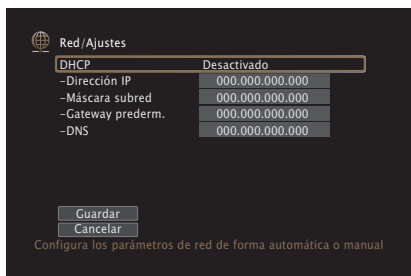 Red/Ajustes
DHCP Desactivado
-Dirección IP 000.000.000.000
-Máscara subred 000.000.000.000
-Gateway prederm. 000.000.000.000
-DNS 000.000.000.000
Guardar
Cancelar
Configura los parámetros de red de forma automática o manual